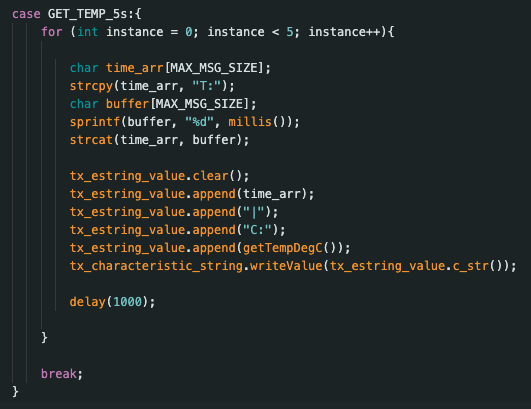 case GET_TEMP_5s:{
for (int instance = 0; instance < 5; instance++){
char time_arr[MAX_MSG_SIZE];
strcpy(time_arr, "T:");
char buffer[MAX_MSG_SIZE];
sprintf(buffer, "%d", millis());
strcat(time_arr, buffer);
tx_estring_value.clear();
tx_estring_value.append(time_arr);
tx_estring_value.append("|");
tx_estring_value.append("C:");
tx_estring_value.append(getTempDegC());
tx_characteristic_string.writeValue(tx_estring_value.c_str());
delay(1000);
}
break;
}